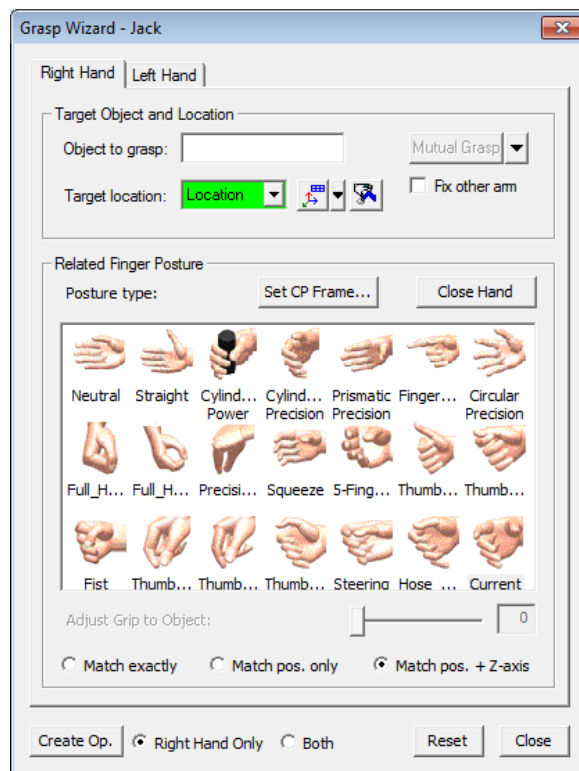 Grasp Wizard - Jack
Right Hand Left Hand
Target Object and Location
Object to grasp: Mutual Grasp
Target location: Location Fix other arm
Related Finger Posture
Posture type: Set CP Frame... Close Hand
Neutral Straight Cylind... Cylind... Prismatic Finger... Circular
Power Precision Precision Precision
Full_H... Full_H... Precisi... Squeeze 5-Fing... Thumb... Thumb...
Fist Thumb... Thumb... Thumb... Steering Hose_... Current
Adjust Grip to Object: 0
Match exactly Match pos. only Match pos. + Z-axis
Create Op. Right Hand Only Both Reset Close